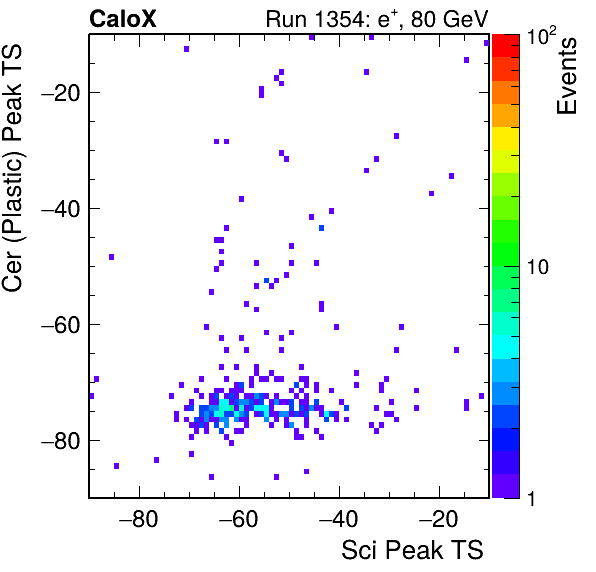 CaloX Run 1354: e⁺, 80 GeV
Cer (Plastic) Peak TS
−20
−40
−60
−80
−80 −60 −40 −20
Sci Peak TS
10²
10
1
Events